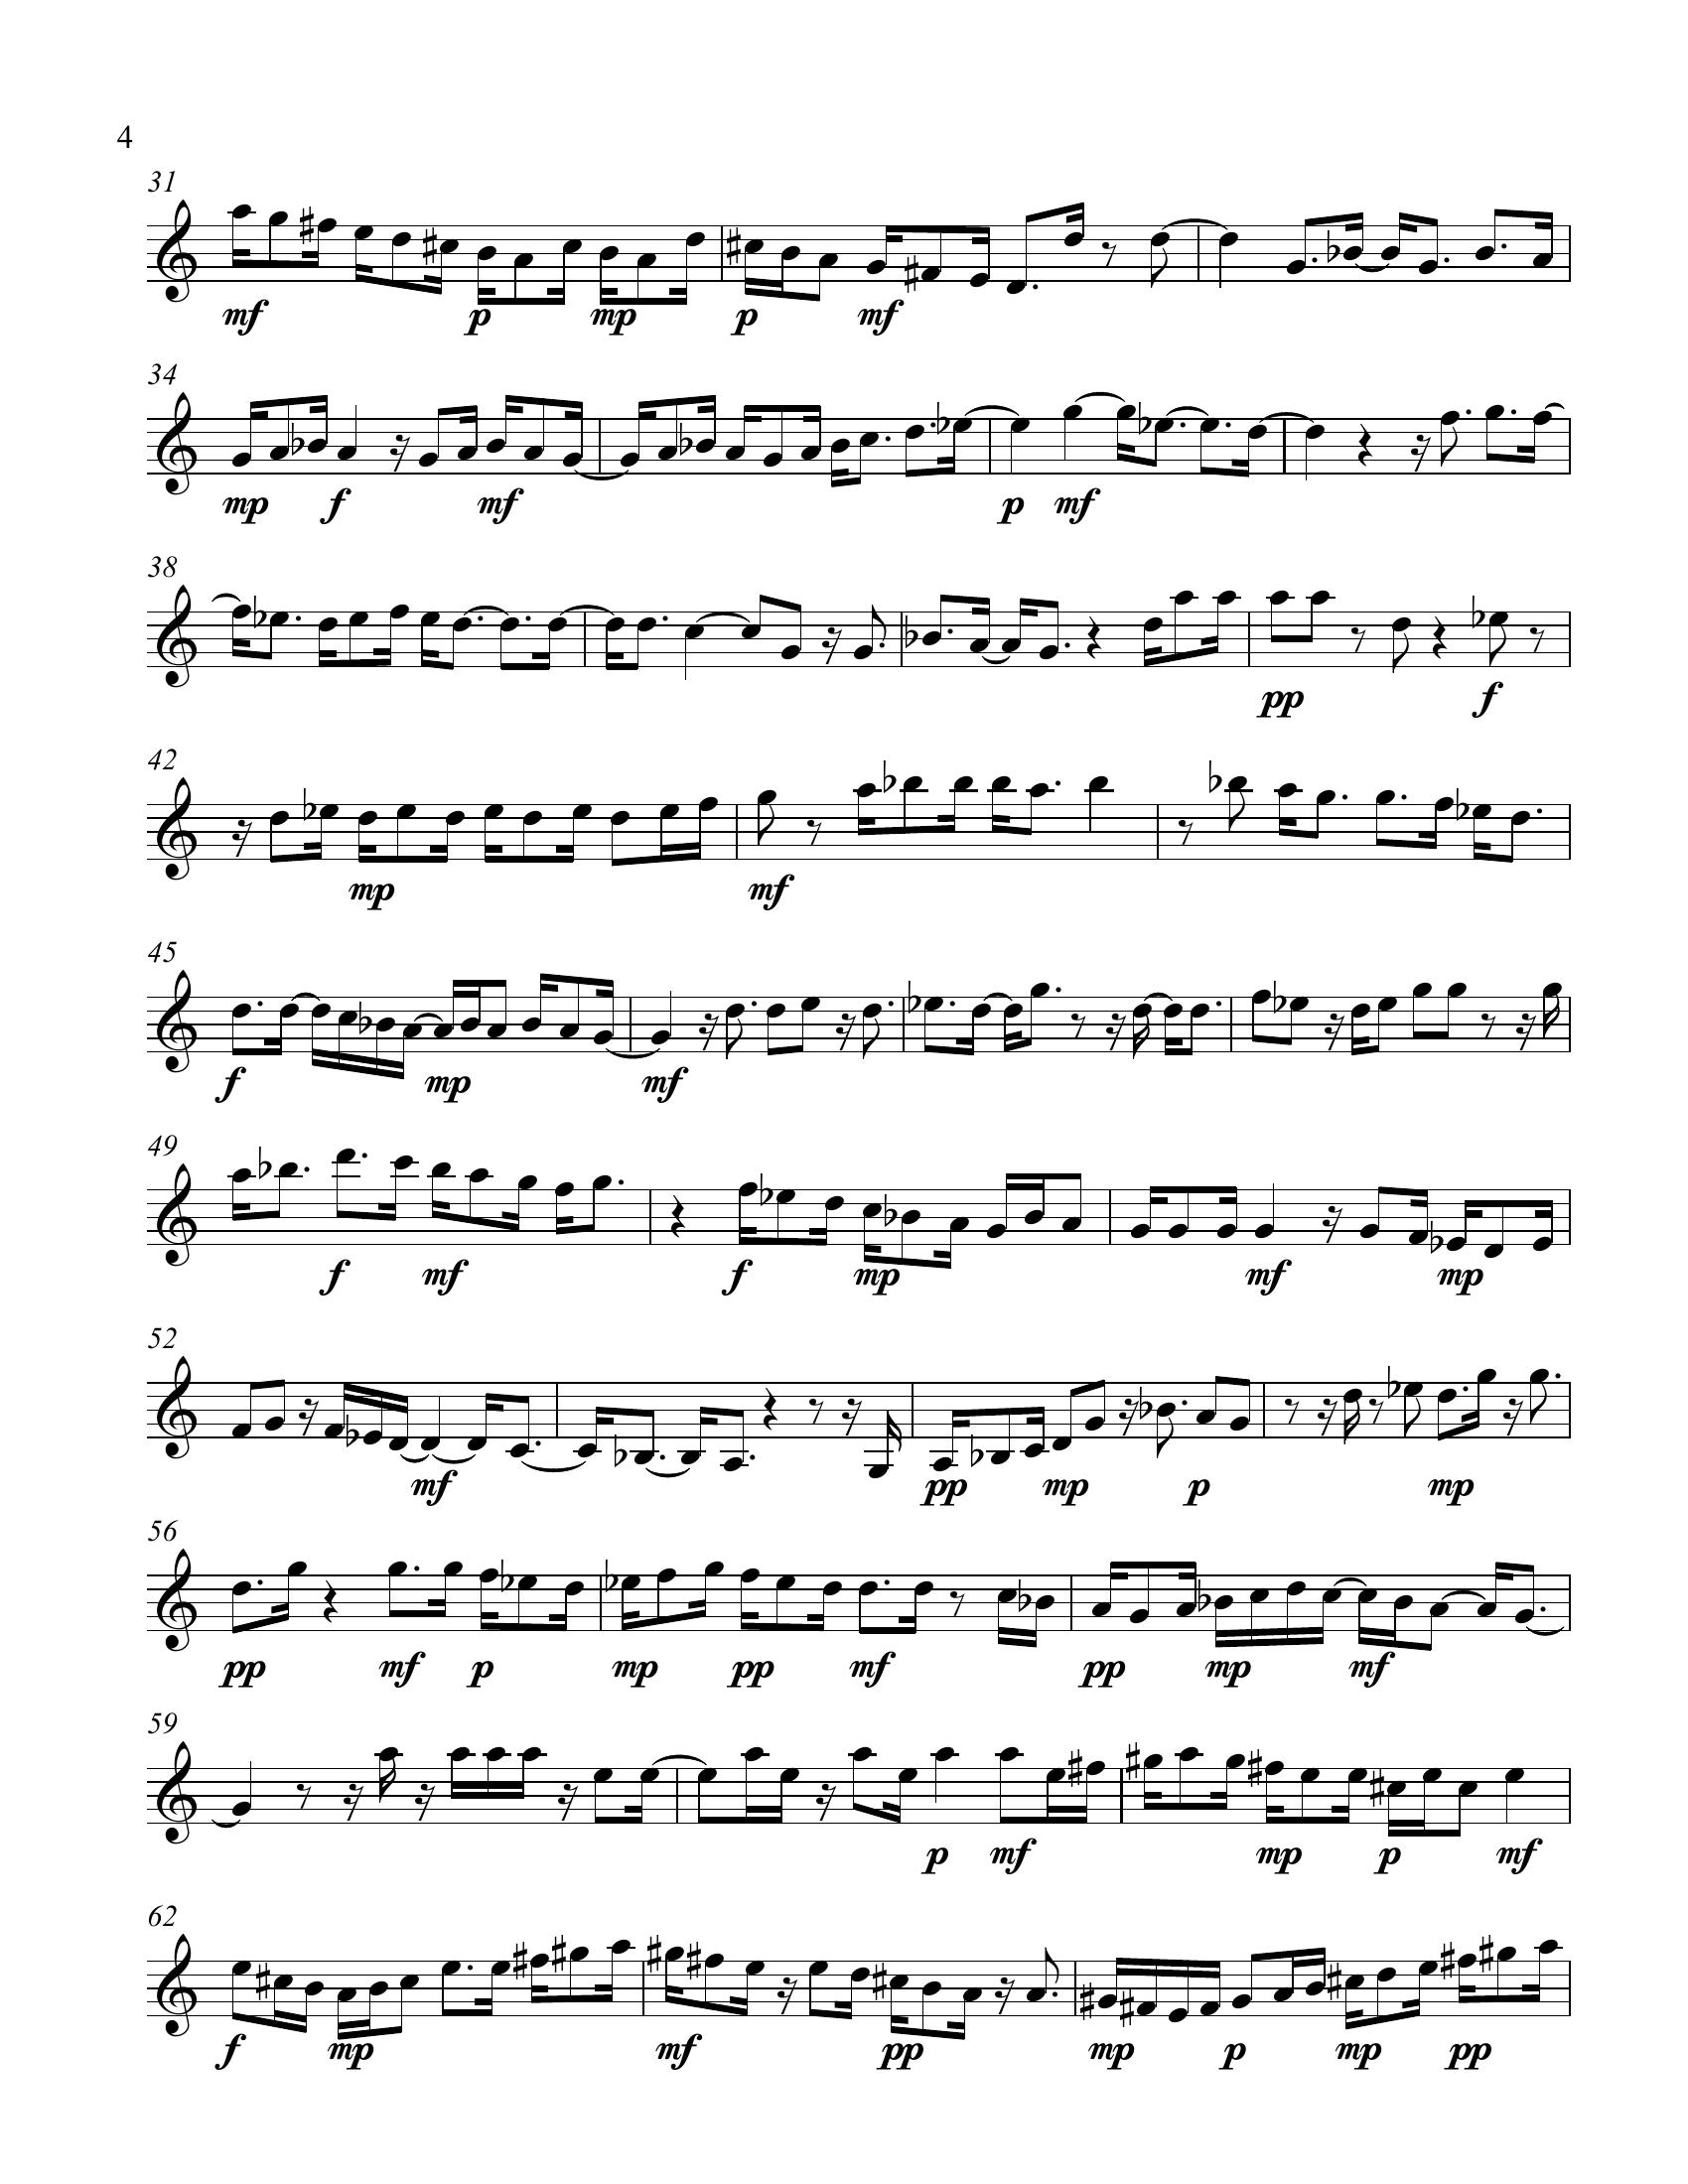 4
31
mf p mp p mf
34
mp f mf p mf
38
pp f
42
mp mf
45
f mp mf
49
f mf f mp mf mp
52
mf pp mp p mp
56
pp mf p mp pp mf pp mp mf
59
p mf mp p mf
62
f mp mf pp mp p mp pp